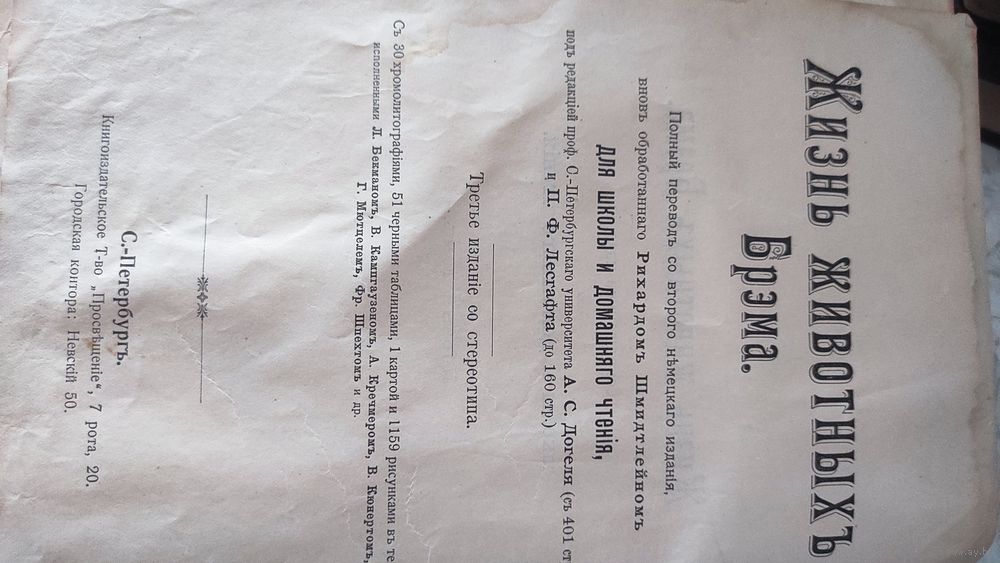 ЖИЗНЬ ЖИВОТНЫХЪ
Брэма.
Полный переводъ со второго нѣмецкаго изданія,
вновь обработаннаго Рихардомъ Шмидтлейномъ
для школы и домашняго чтенія,
подъ редакціей проф. С.-Петербургскаго университета А. С. Догеля (съ 401 ст
и П. Ф. Лесгафта (до 160 стр.)
Третье изданіе со стереотипа.
Съ 30 хромолитографіями, 51 черными таблицами, 1 картой и 1159 рисунками въ те
исполненными Л. Бекманомъ, В. Кампгаузеномъ, А. Кречмеромъ, В. Кюнертомъ,
Г. Мютцелемъ, Фр. Шпехтомъ и др.
С.-Петербургъ.
Книгоиздательское Т-во „Просвѣщеніе“, 7 рота, 20.
Городская контора: Невскій 50.